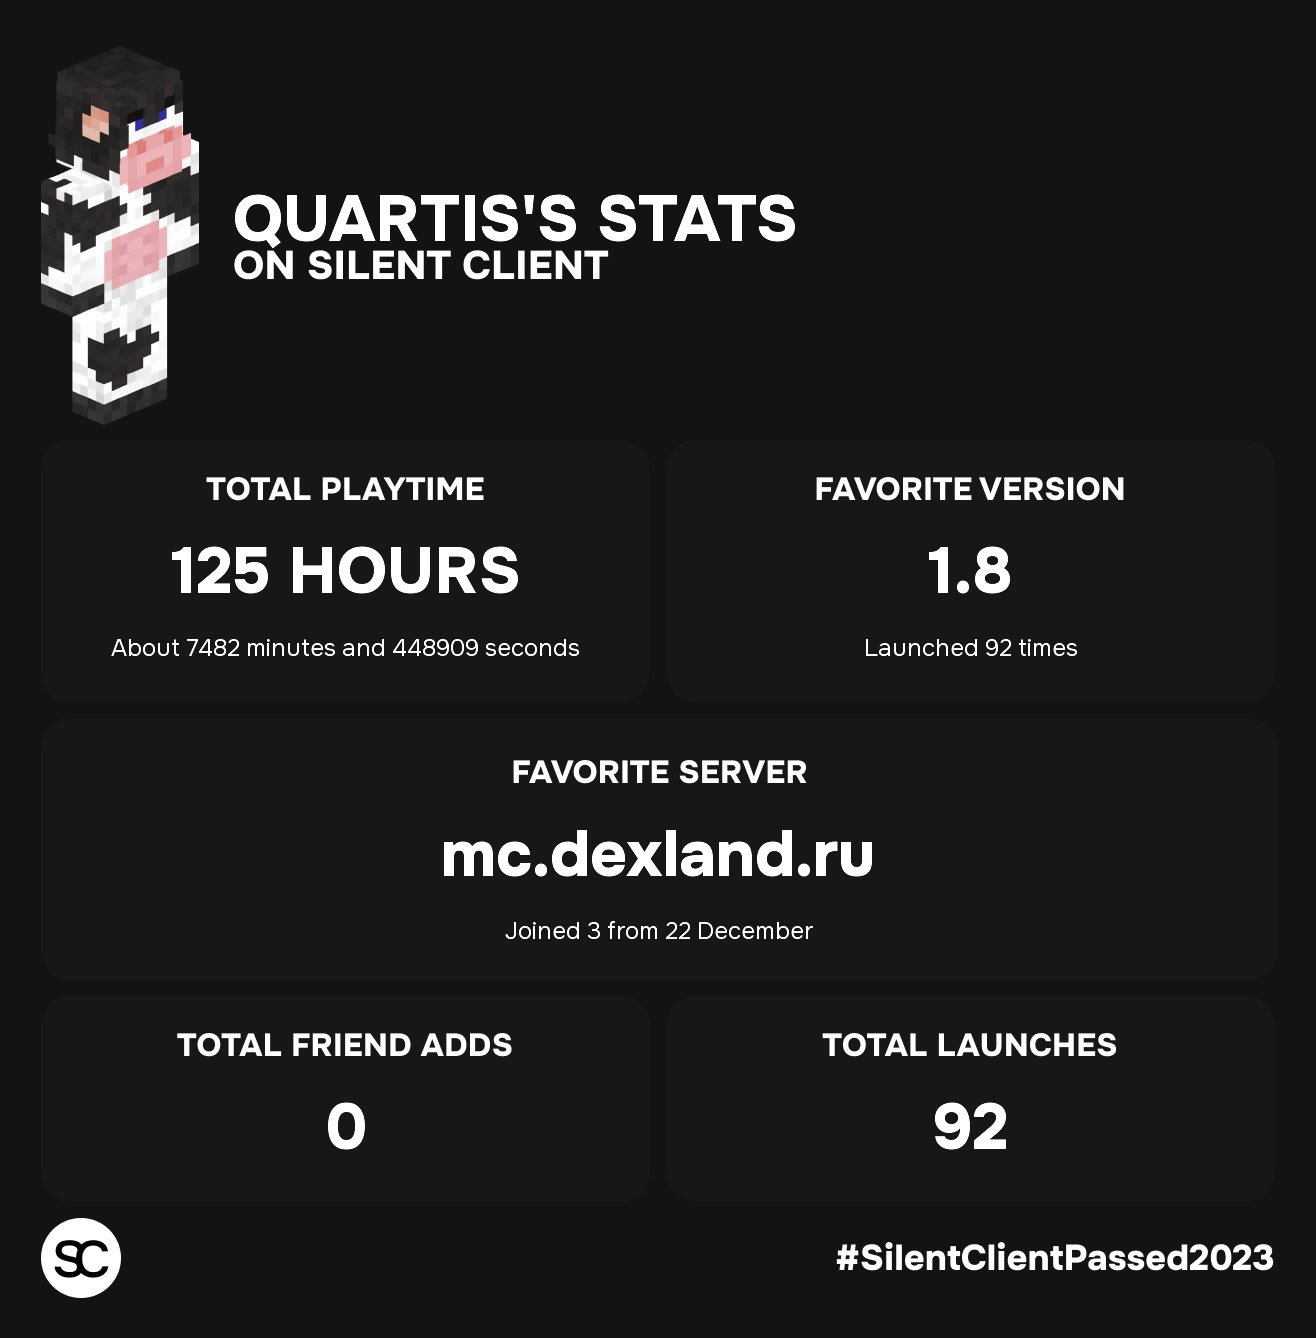 QUARTIS'S STATS
ON SILENT CLIENT
TOTAL PLAYTIME
125 HOURS
About 7482 minutes and 448909 seconds
FAVORITE VERSION
1.8
Launched 92 times
FAVORITE SERVER
mc.dexland.ru
Joined 3 from 22 December
TOTAL FRIEND ADDS
0
TOTAL LAUNCHES
92
SC
#SilentClientPassed2023